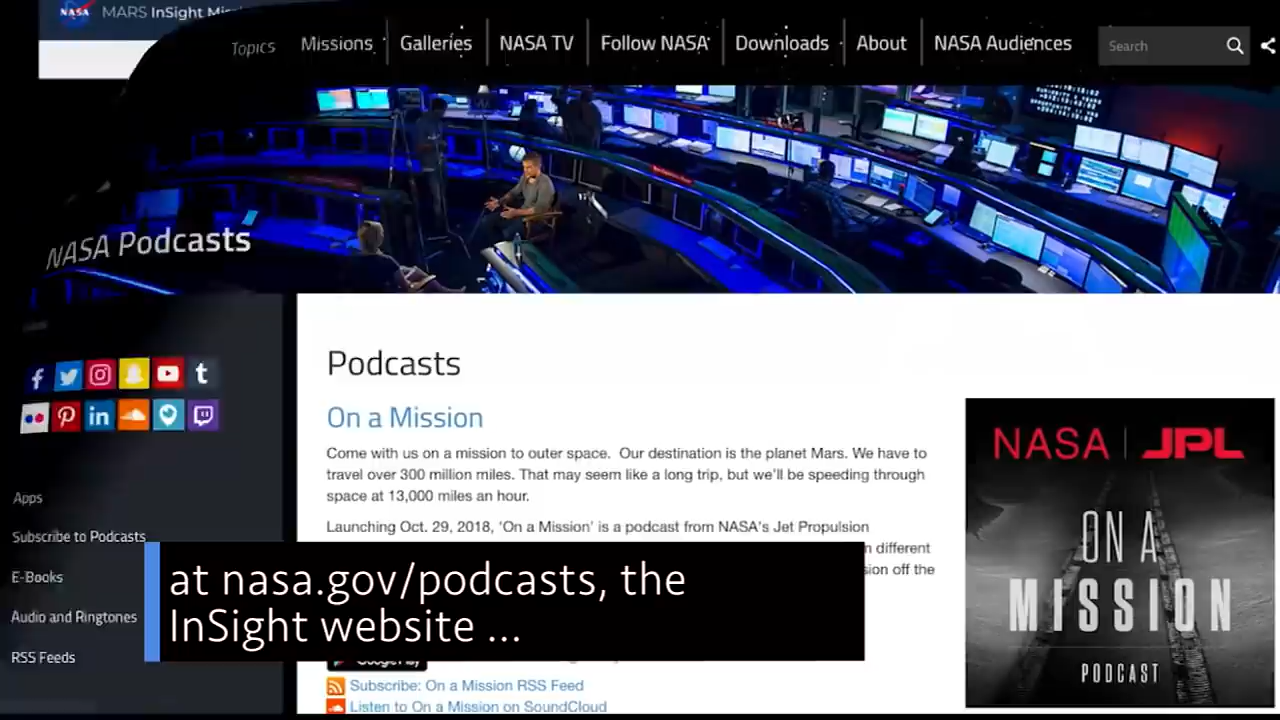 NASA MARS InSight Mis
Topics Missions Galleries NASA TV Follow NASA Downloads About NASA Audiences Search
NASA Podcasts
Podcasts
On a Mission
Come with us on a mission to outer space. Our destination is the planet Mars. We have to
travel over 300 million miles. That may seem like a long trip, but we'll be speeding through
space at 13,000 miles an hour.
Launching Oct. 29, 2018, 'On a Mission' is a podcast from NASA's Jet Propulsion
n different
sion off the
NASA JPL
ON A
MISSION
PODCAST
Apps
Subscribe to Podcasts
E-Books
Audio and Ringtones
RSS Feeds
at nasa.gov/podcasts, the
InSight website ...
Google Play
Subscribe: On a Mission RSS Feed
Listen to On a Mission on SoundCloud